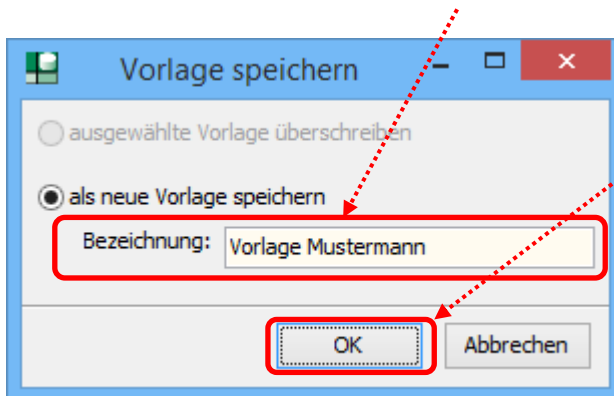 Vorlage speichern
ausgewählte Vorlage überschreiben
als neue Vorlage speichern
Bezeichnung: Vorlage Mustermann
OK Abbrechen